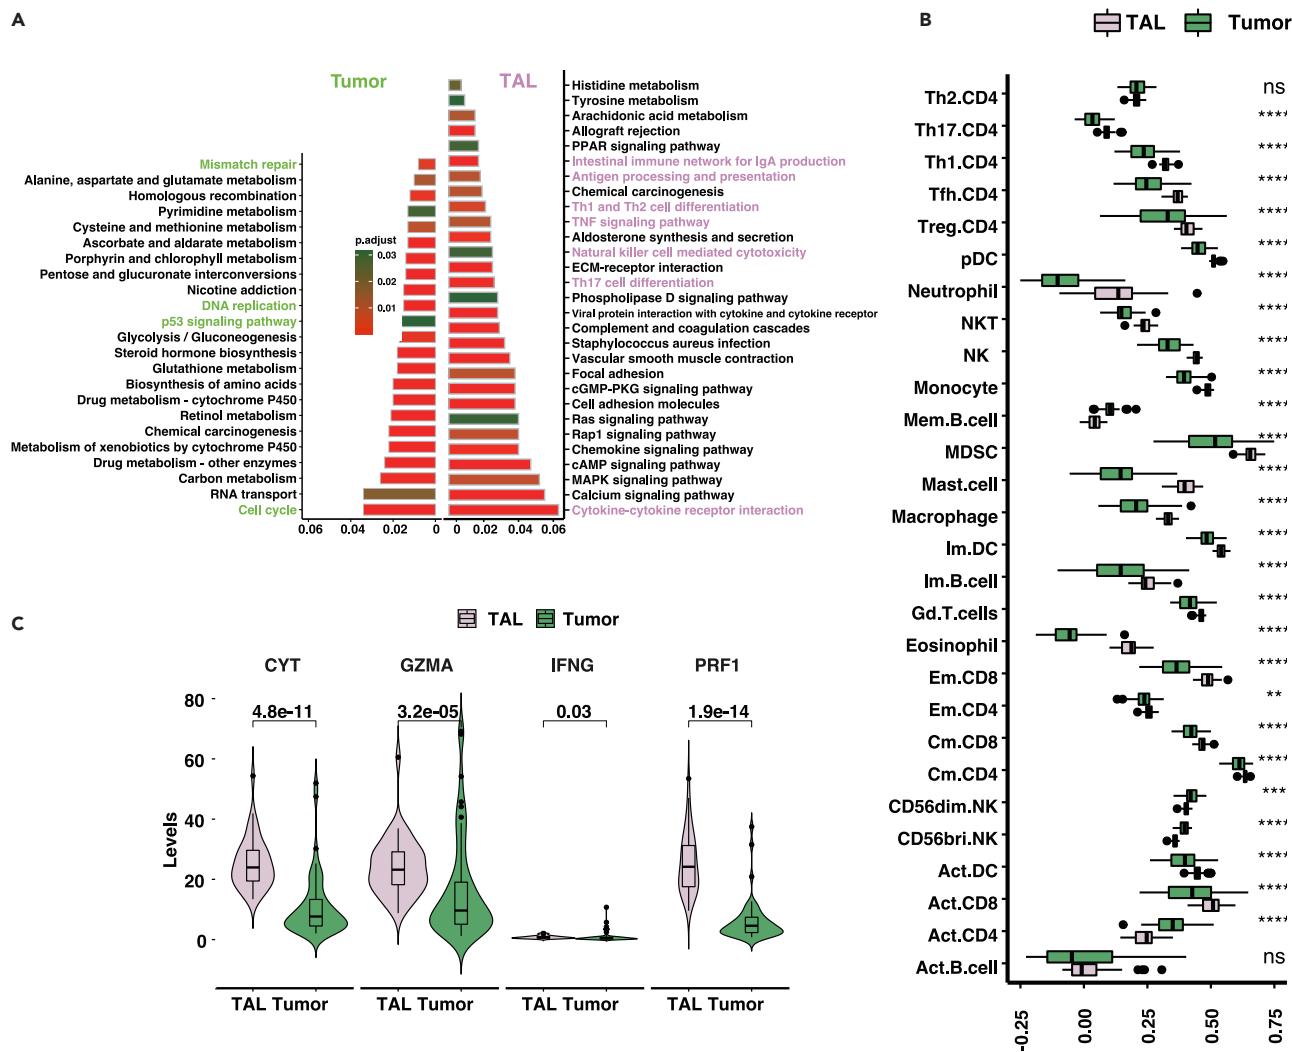 A
Tumor
TAL
Mismatch repair
Alanine, aspartate and glutamate metabolism
Homologous recombination
Pyrimidine metabolism
Cysteine and methionine metabolism
Ascorbate and aldarate metabolism
Porphyrin and chlorophyll metabolism
Pentose and glucuronate interconversions
Nicotine addiction
DNA replication
p53 signaling pathway
Glycolysis / Gluconeogenesis
Steroid hormone biosynthesis
Glutathione metabolism
Biosynthesis of amino acids
Drug metabolism - cytochrome P450
Retinol metabolism
Chemical carcinogenesis
Metabolism of xenobiotics by cytochrome P450
Drug metabolism - other enzymes
Carbon metabolism
RNA transport
Cell cycle
0.06
0.04
0.02
0
p.adjust
0.03
0.02
0.01
Histidine metabolism
Tyrosine metabolism
Arachidonic acid metabolism
Allograft rejection
PPAR signaling pathway
Intestinal immune network for IgA production
Antigen processing and presentation
Chemical carcinogenesis
Th1 and Th2 cell differentiation
TNF signaling pathway
Aldosterone synthesis and secretion
Natural killer cell mediated cytotoxicity
ECM-receptor interaction
Th17 cell differentiation
Phospholipase D signaling pathway
Viral protein interaction with cytokine and cytokine receptor
Complement and coagulation cascades
Staphylococcus aureus infection
Vascular smooth muscle contraction
Focal adhesion
cGMP-PKG signaling pathway
Cell adhesion molecules
Ras signaling pathway
Rap1 signaling pathway
Chemokine signaling pathway
cAMP signaling pathway
MAPK signaling pathway
Calcium signaling pathway
Cytokine-cytokine receptor interaction
0
0.02
0.04
0.06
B
TAL
Tumor
Th2.CD4 ns
Th17.CD4 ****
Th1.CD4 ****
Tfh.CD4 ****
Treg.CD4 ****
pDC ****
Neutrophil ****
NKT ****
NK ****
Monocyte ****
Mem.B.cell ****
MDSC ****
Mast.cell ****
Macrophage ****
Im.DC ****
Im.B.cell ****
Gd.T.cells ****
Eosinophil ****
Em.CD8 ****
Em.CD4 **
Cm.CD8 ****
Cm.CD4 ****
CD56dim.NK ***
CD56bri.NK ****
Act.DC ****
Act.CD8 ****
Act.CD4 ****
Act.B.cell ns
-0.25
0.00
0.25
0.50
0.75
C
TAL
Tumor
CYT
GZMA
IFNG
PRF1
4.8e-11
3.2e-05
0.03
1.9e-14
Levels
80
60
40
20
0
TAL Tumor
TAL Tumor
TAL Tumor
TAL Tumor